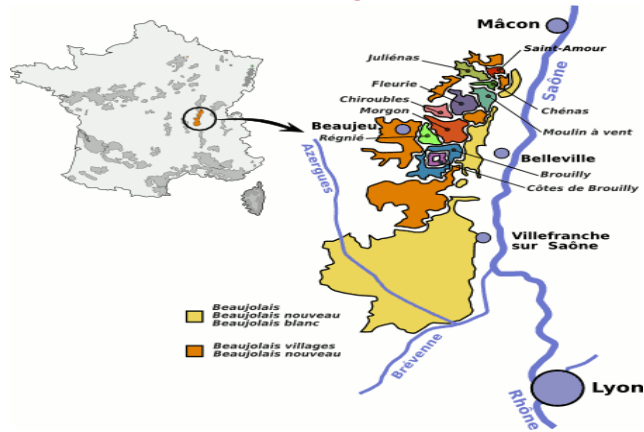 Mâcon
Saint-Amour
Juliénas
Saône
Fleurie
Chiroubles
Chénas
Morgon
Moulin à vent
Beaujeu
Régnié
Belleville
Azergues
Brouilly
Côtes de Brouilly
Villefranche
sur Saône
Beaujolais
Beaujolais nouveau
Beaujolais blanc
Beaujolais villages
Beaujolais nouveau
Brévenne
Lyon
Rhône